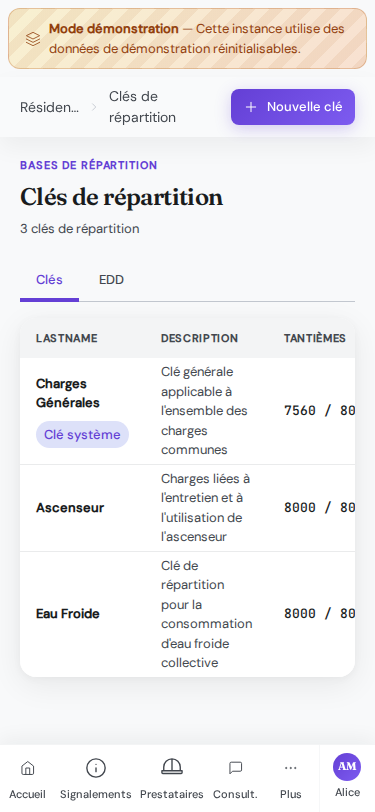 Mode démonstration — Cette instance utilise des
données de démonstration réinitialisables.
Résiden...
Clés de
répartition
Nouvelle clé
BASES DE RÉPARTITION
Clés de répartition
3 clés de répartition
Clés
EDD
LASTNAME
DESCRIPTION
TANTIÈMES
Charges
Générales
Clé système
Clé générale
applicable à
l'ensemble des
charges
communes
7560 / 80
Ascenseur
Charges liées à
l'entretien et à
l'utilisation de
l'ascenseur
8000 / 80
Eau Froide
Clé de
répartition
pour la
consommation
d'eau froide
collective
8000 / 80
Accueil
Signalements
Prestataires
Consult.
Plus
AM
Alice